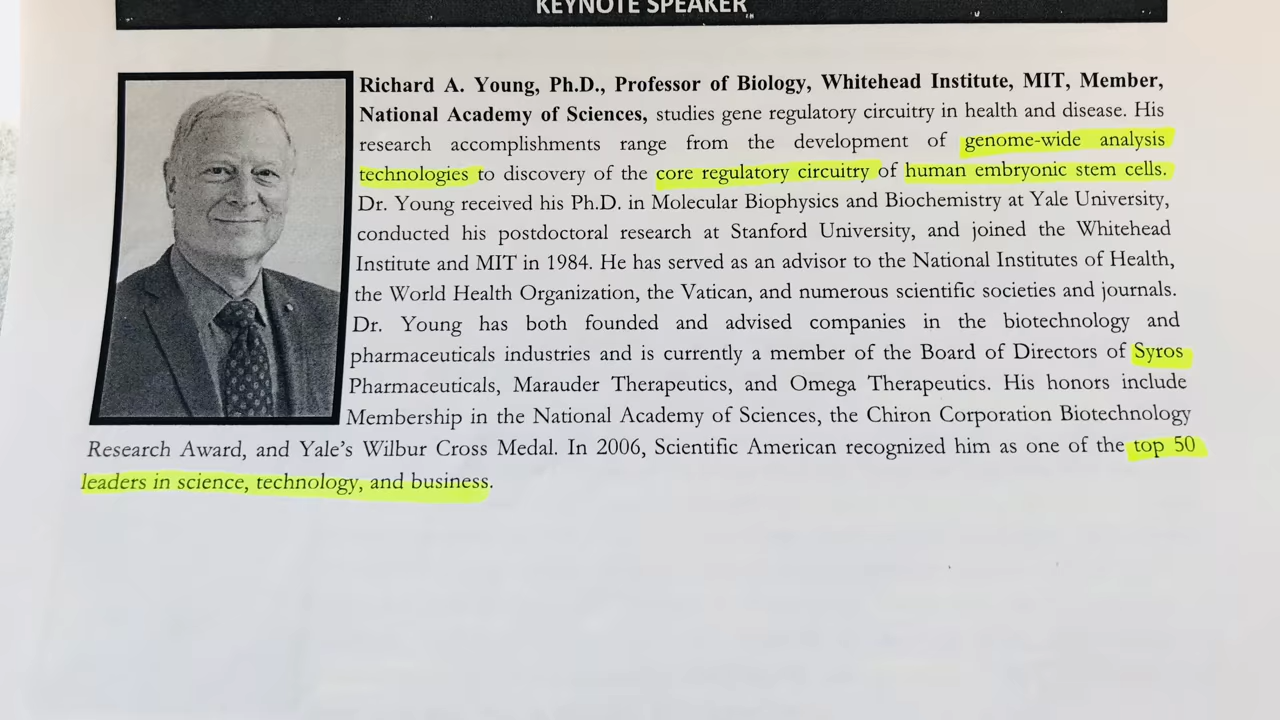 KEYNOTE SPEAKER
Richard A. Young, Ph.D., Professor of Biology, Whitehead Institute, MIT, Member,
National Academy of Sciences, studies gene regulatory circuitry in health and disease. His
research accomplishments range from the development of genome-wide analysis
technologies to discovery of the core regulatory circuitry of human embryonic stem cells.
Dr. Young received his Ph.D. in Molecular Biophysics and Biochemistry at Yale University,
conducted his postdoctoral research at Stanford University, and joined the Whitehead
Institute and MIT in 1984. He has served as an advisor to the National Institutes of Health,
the World Health Organization, the Vatican, and numerous scientific societies and journals.
Dr. Young has both founded and advised companies in the biotechnology and
pharmaceuticals industries and is currently a member of the Board of Directors of Syros
Pharmaceuticals, Marauder Therapeutics, and Omega Therapeutics. His honors include
Membership in the National Academy of Sciences, the Chiron Corporation Biotechnology
Research Award, and Yale's Wilbur Cross Medal. In 2006, Scientific American recognized him as one of the top 50
leaders in science, technology, and business.